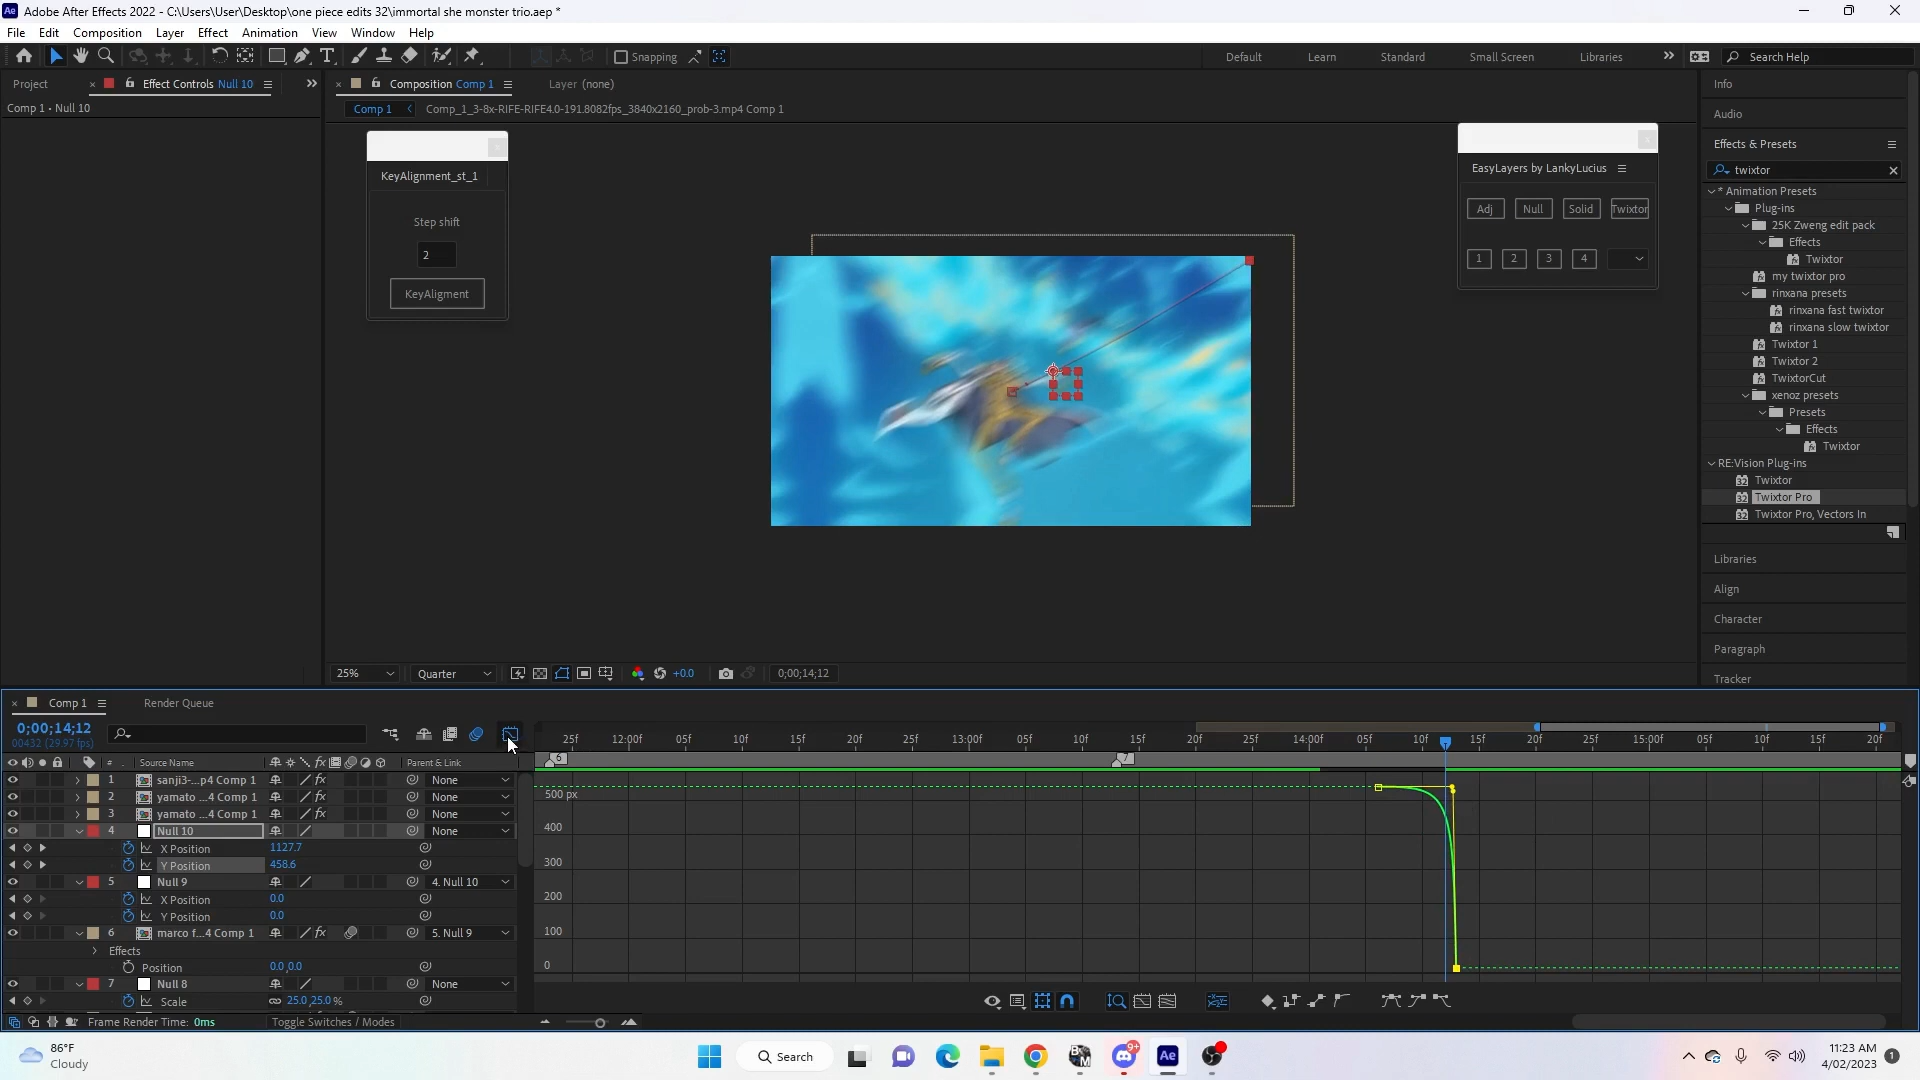 Adobe After Effects 2022 - C:\Users\User\Desktop\one piece edits 32\immortal she monster trio.aep *
File Edit Composition Layer Effect Animation View Window Help
Snapping
Default Learn Standard Small Screen Libraries Search Help
Project Effect Controls Null 10
Composition Comp 1 Layer (none)
Info
Comp 1 • Null 10
Comp 1 Comp_1_3-8x-RIFE-RIFE4.0-191.8082fps_3840x2160_prob-3.mp4 Comp 1
Audio
Effects & Presets
twixtor
KeyAlignment_st_1
Step shift
2
KeyAligment
EasyLayers by LankyLucius
Adj Null Solid Twixtor
1 2 3 4
* Animation Presets
Plug-ins
25K Zweng edit pack
Effects
Twixtor
my twixtor pro
rinxana presets
rinxana fast twixtor
rinxana slow twixtor
Twixtor 1
Twixtor 2
TwixtorCut
xenoz presets
Presets
Effects
Twixtor
RE:Vision Plug-ins
Twixtor
Twixtor Pro
Twixtor Pro, Vectors In
Libraries
Align
Character
Paragraph
Tracker
25% Quarter +0.0 0;00;14;12
Comp 1 Render Queue
0;00;14;12
00432 (29.97 fps)
25f 12:00f 05f 10f 15f 20f 25f 13:00f 05f 10f 15f 20f 25f 14:00f 05f 10f 15f 20f 25f 15:00f 05f 10f 15f 20f
# Source Name Parent & Link
6 7
1 sanji3-...p4 Comp 1 None
2 yamato ...4 Comp 1 None
3 yamato ...4 Comp 1 None
4 Null 10 None
X Position 1127.7
Y Position 458.6
5 Null 9 4. Null 10
X Position 0.0
Y Position 0.0
6 marco f...4 Comp 1 5. Null 9
Effects
Position 0.0,0.0
7 Null 8 None
Scale 25.0,25.0%
500 px
400
300
200
100
0
Frame Render Time: 0ms Toggle Switches / Modes
86°F
Cloudy
Search
9+
11:23 AM
4/02/2023
1